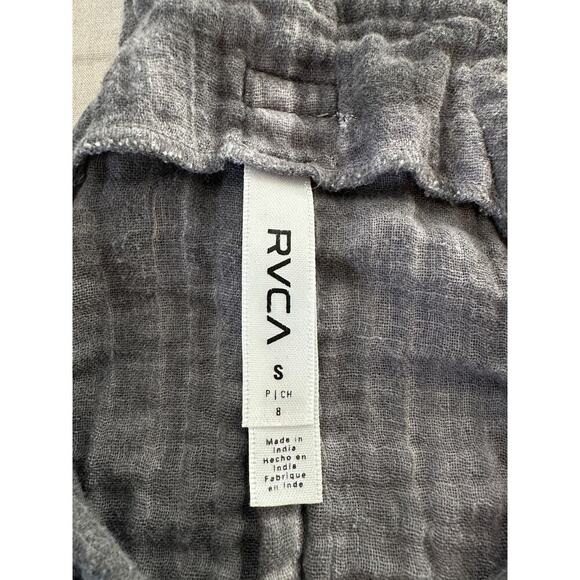 RVCA
S
P | CH
8
Made in
India
Hecho en
India
Fabrique
en Inde